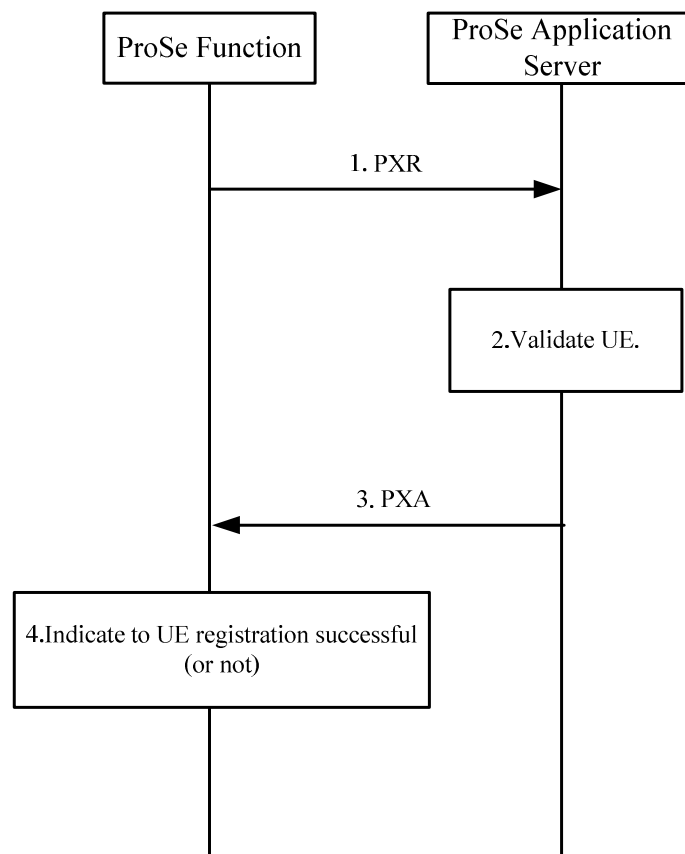 ProSe Function
ProSe Application
Server
1. PXR
2.Validate UE.
3. PXA
4.Indicate to UE registration successful
(or not)